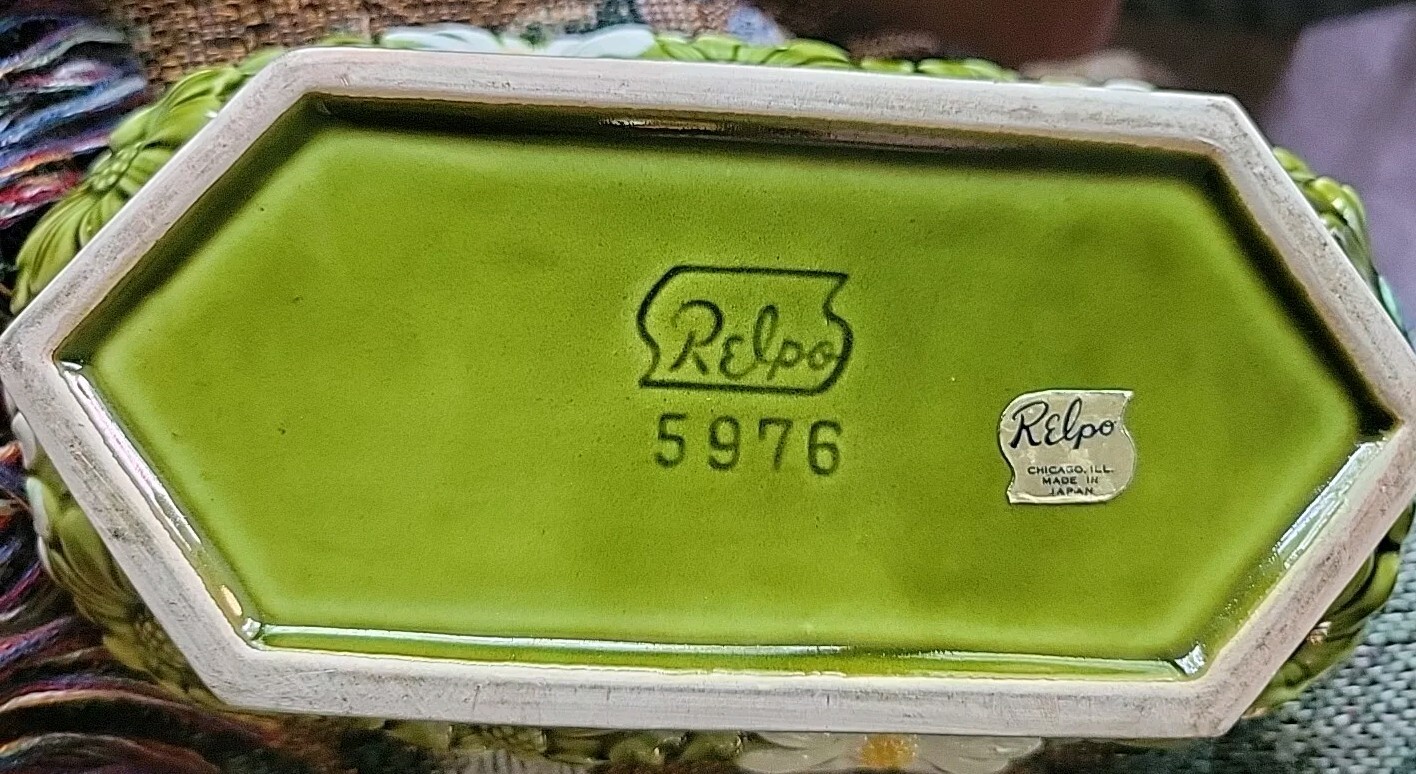 Relpo
5976
Relpo
CHICAGO, ILL.
MADE IN
JAPAN